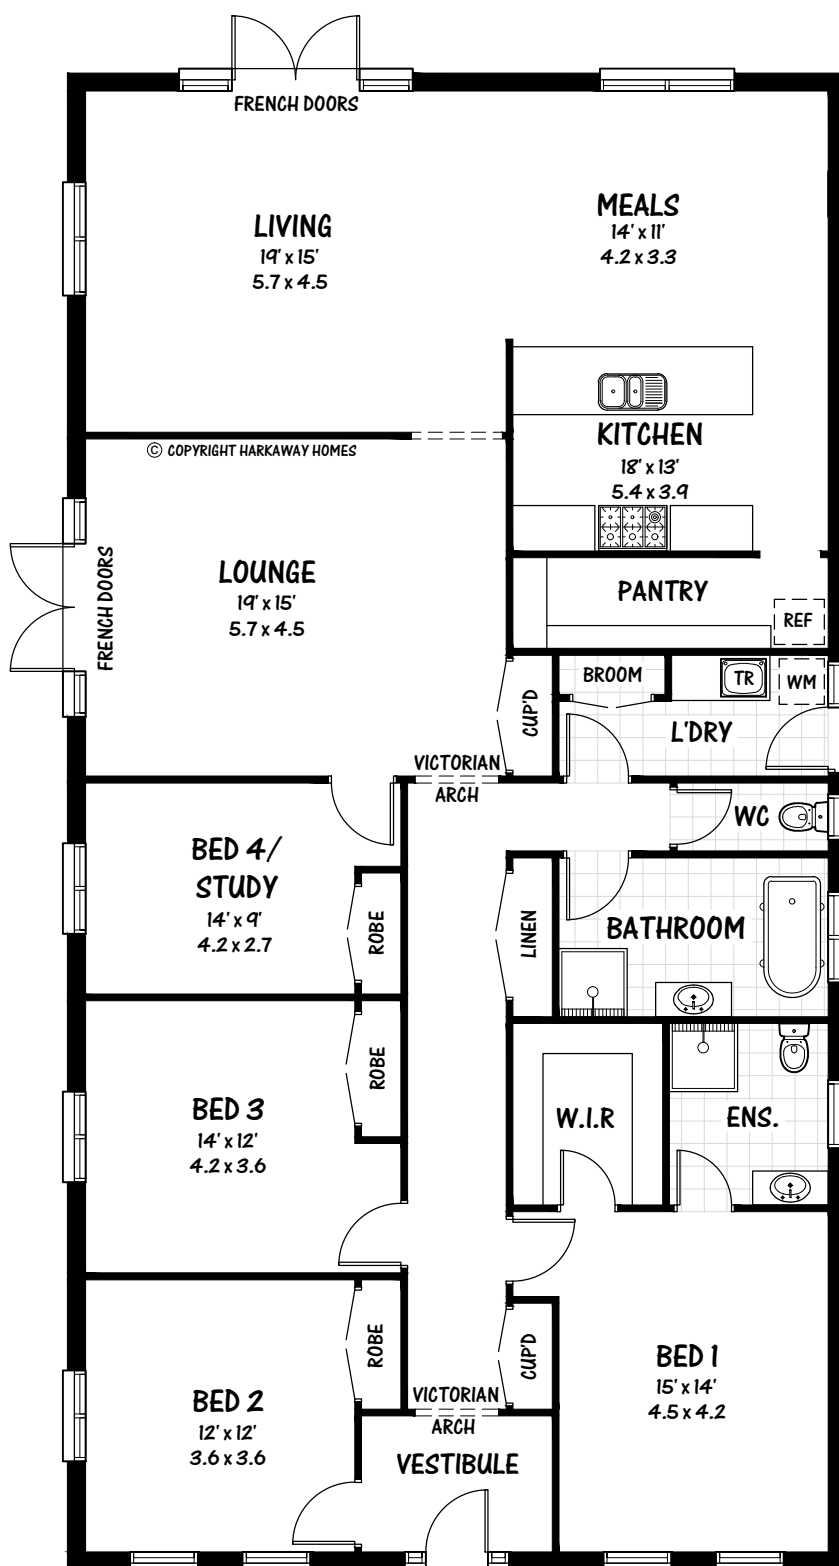 FRENCH DOORS
LIVING
19' x 15'
5.7 x 4.5
MEALS
14' x 11'
4.2 x 3.3
KITCHEN
18' x 13'
5.4 x 3.9
© COPYRIGHT HARKAWAY HOMES
LOUNGE
19' x 15'
5.7 x 4.5
FRENCH DOORS
PANTRY
REF
BROOM
TR
WM
CUP'D
L'DRY
VICTORIAN
ARCH
WC
BED 4/
STUDY
14' x 9'
4.2 x 2.7
ROBE
LINEN
BATHROOM
BED 3
14' x 12'
4.2 x 3.6
ROBE
W.I.R
ENS.
BED 2
12' x 12'
3.6 x 3.6
ROBE
CUP'D
VICTORIAN
ARCH
VESTIBULE
BED 1
15' x 14'
4.5 x 4.2